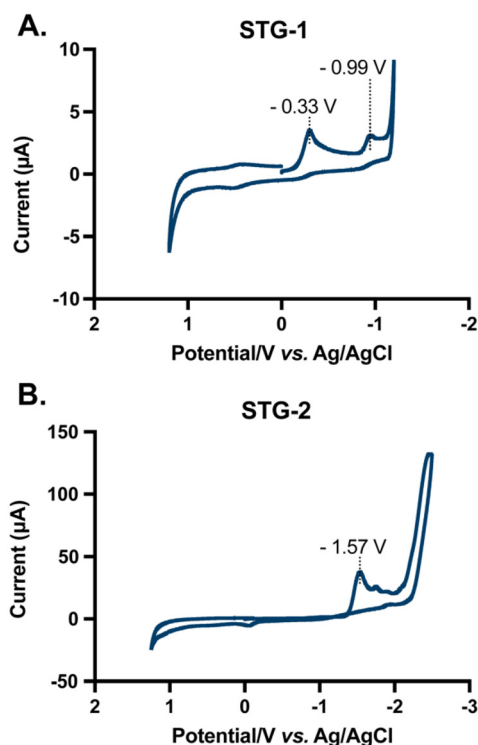 A.
STG-1
10
- 0.99 V
- 0.33 V
5
0
-5
-10
Current (µA)
2 1 0 -1 -2
Potential/V vs. Ag/AgCl
B.
STG-2
150
100
- 1.57 V
50
0
-50
Current (µA)
2 1 0 -1 -2 -3
Potential/V vs. Ag/AgCl